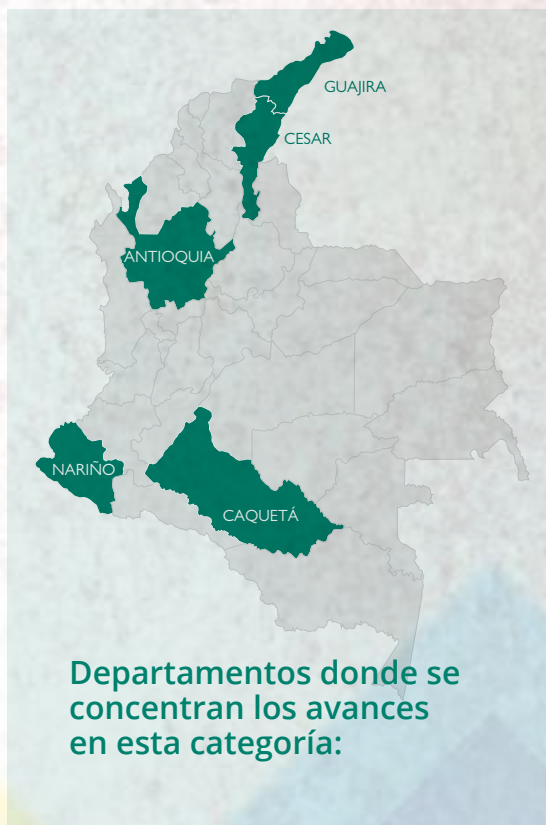 GUAJIRA
CESAR
ANTIOQUIA
NARIÑO
CAQUETÁ
Departamentos donde se
concentran los avances
en esta categoría: